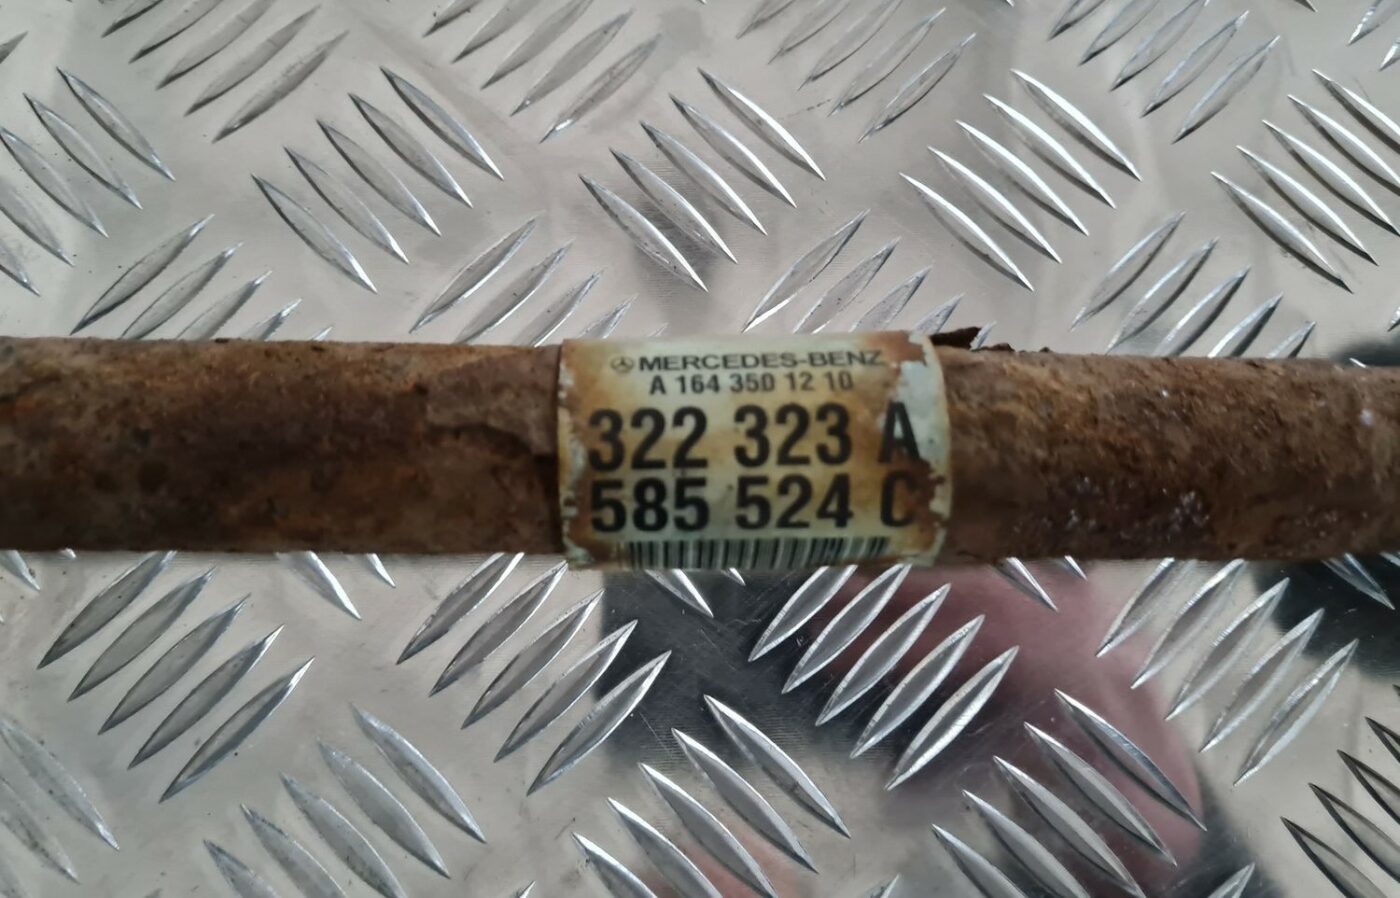 MERCEDES-BENZ
A 164 350 12 10
322 323 A
585 524 C